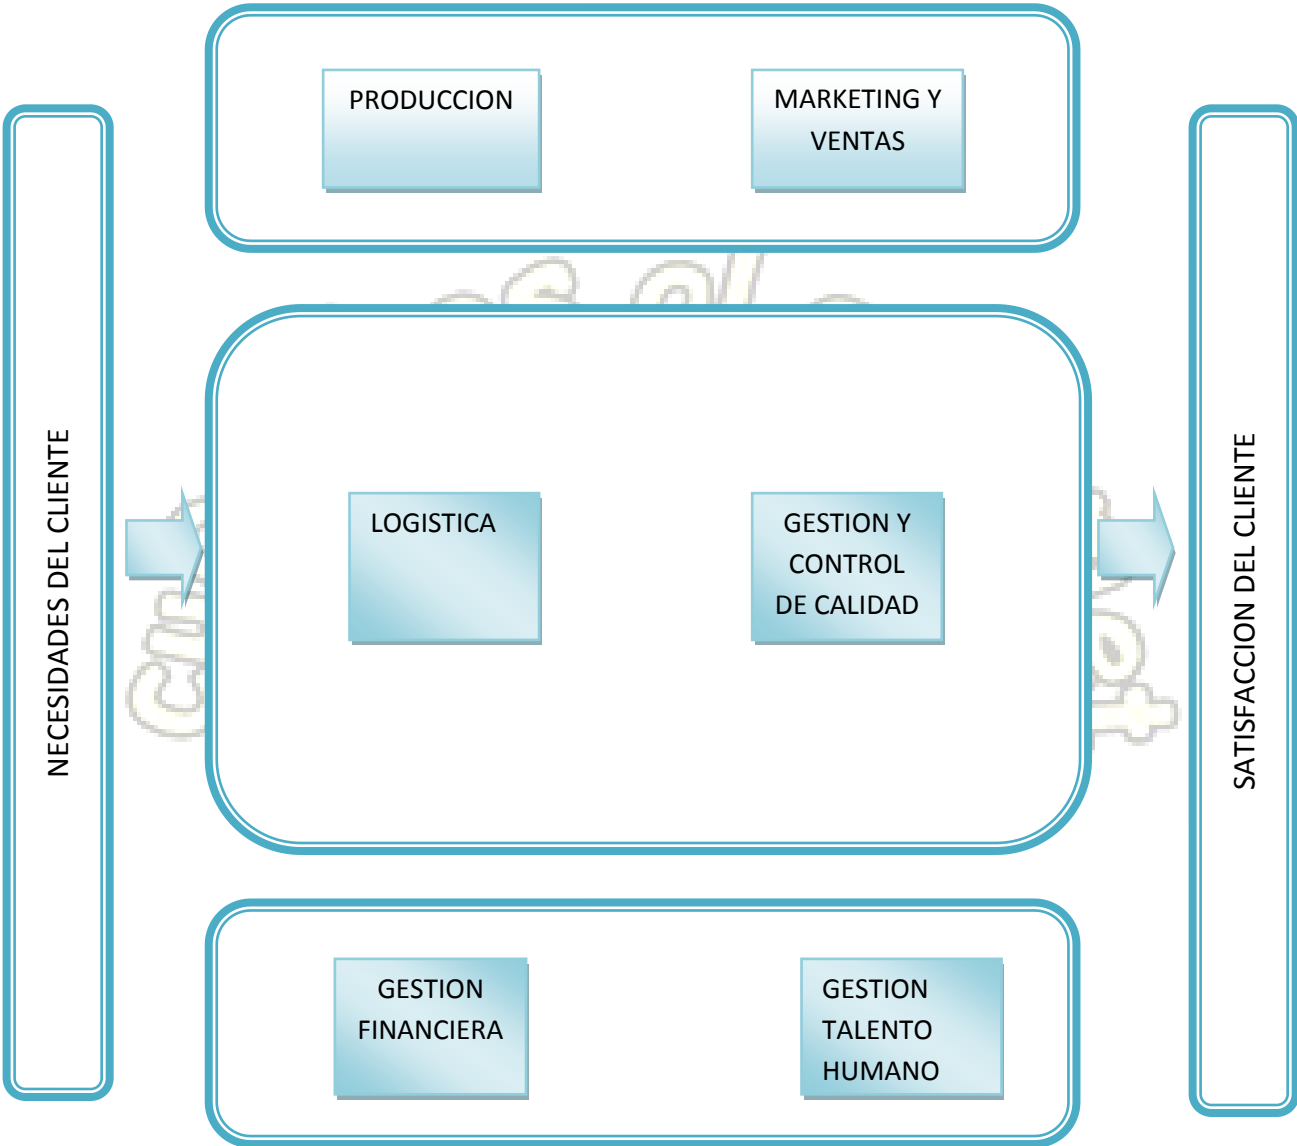 PRODUCCION
MARKETING Y
VENTAS
NECESIDADES DEL CLIENTE
LOGISTICA
GESTION Y
CONTROL
DE CALIDAD
SATISFACCION DEL CLIENTE
GESTION
FINANCIERA
GESTION
TALENTO
HUMANO